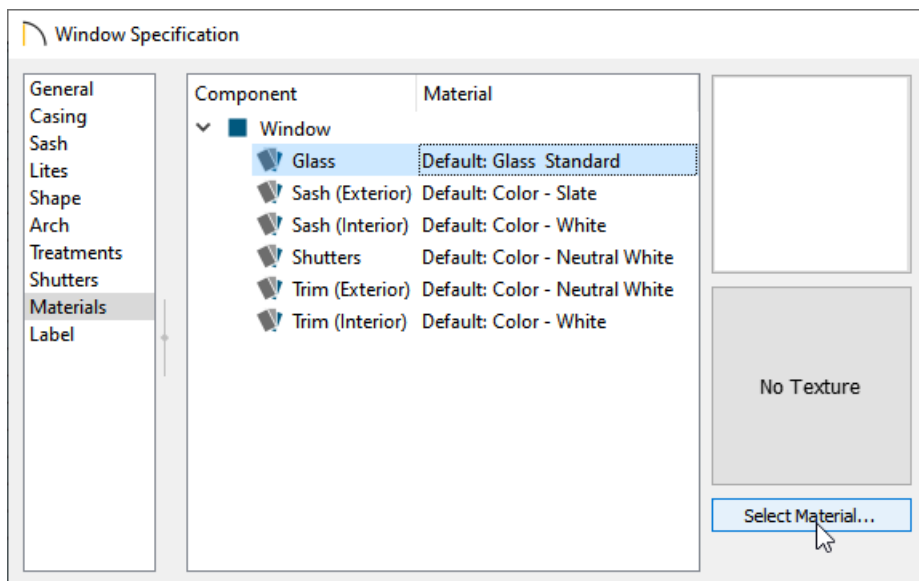 Window Specification
General
Casing
Sash
Lites
Shape
Arch
Treatments
Shutters
Materials
Label
Component Material
Window
Glass Default: Glass  Standard
Sash (Exterior) Default: Color - Slate
Sash (Interior) Default: Color - White
Shutters Default: Color - Neutral White
Trim (Exterior) Default: Color - Neutral White
Trim (Interior) Default: Color - White
No Texture
Select Material...